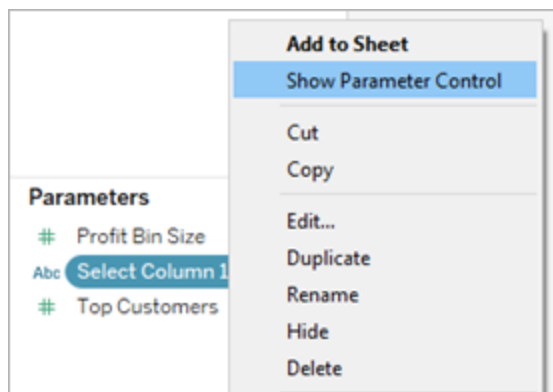 Add to Sheet
Show Parameter Control
Cut
Copy
Parameters
Edit...
# Profit Bin Size
Duplicate
Abc Select Column 1
Rename
# Top Customers
Hide
Delete